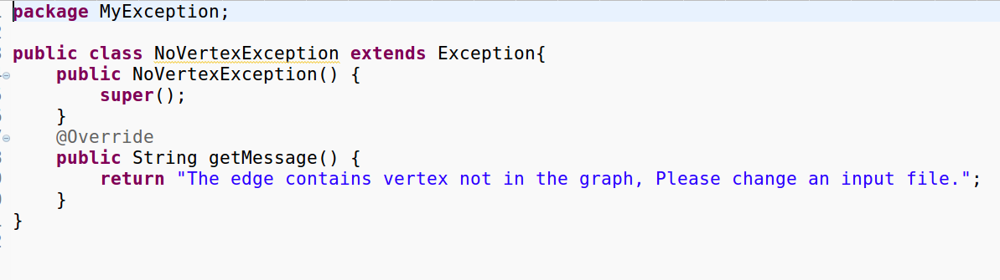 package MyException;
public class NoVertexException extends Exception{
public NoVertexException() {
super();
}
@Override
public String getMessage() {
return "The edge contains vertex not in the graph, Please change an input file.";
}
}